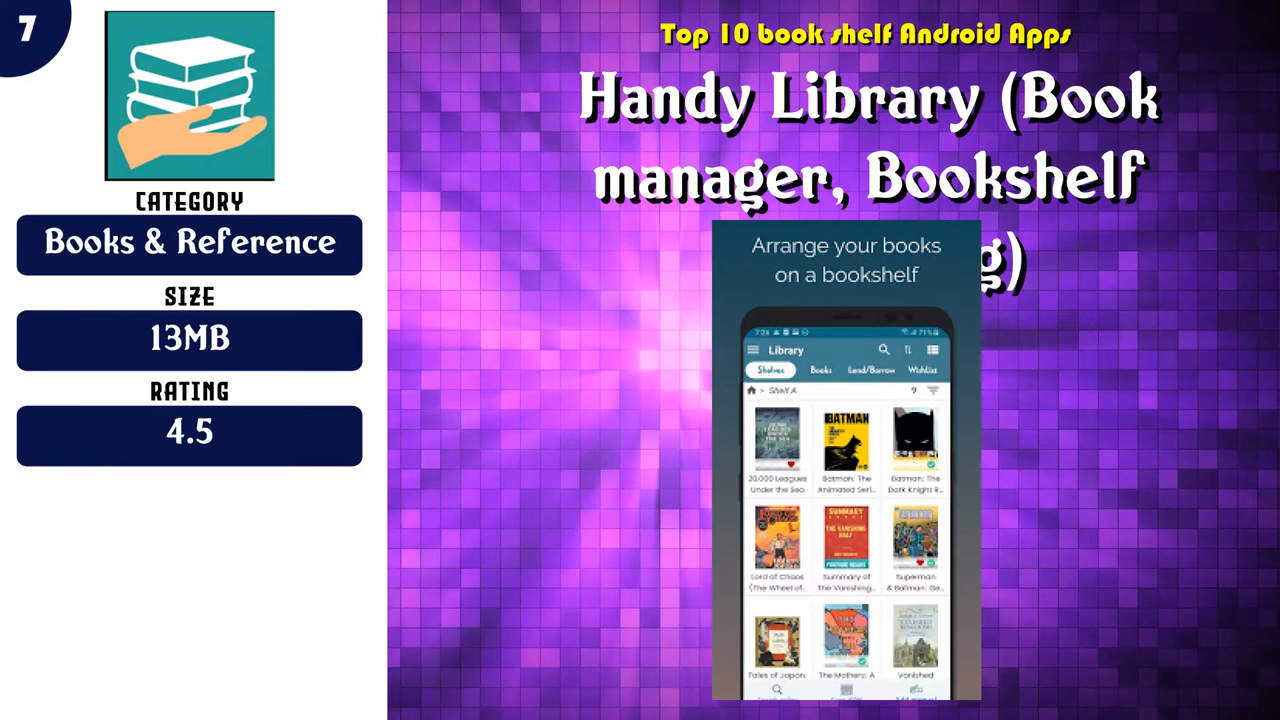 7
CATEGORY
Books & Reference
SIZE
13MB
RATING
4.5
Top 10 book shelf Android Apps
Handy Library (Book
manager, Bookshelf
g)
Arrange your books
on a bookshelf
Library
Shelves Books Lend/Borrow WishList
> Shelf A 9
20,000 Leagues
Under the Sea
Batman: The
Animated Seri...
Batman: The
Dark Knight R...
Lord of Chaos
(The Wheel of...
Summary of
The Vanishing...
Superman
& Batman: Ge...
Tales of Japan:
The Mothers: A
Vanished